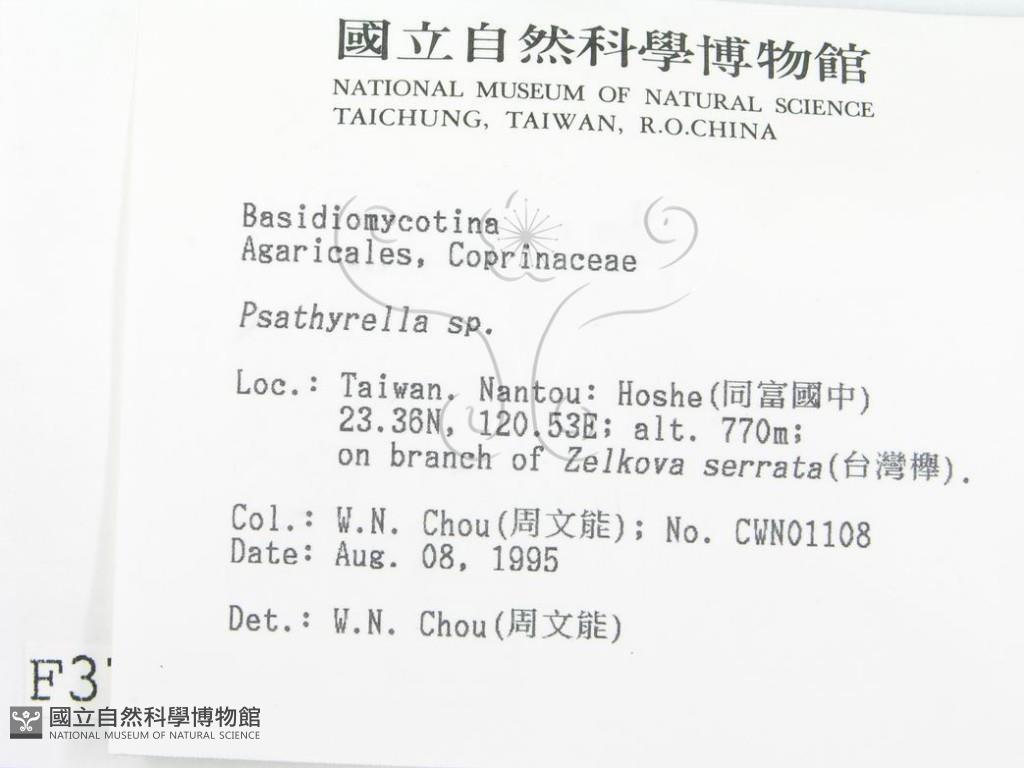 國立自然科學博物館
NATIONAL MUSEUM OF NATURAL SCIENCE
TAICHUNG, TAIWAN, R.O.CHINA
Basidiomycotina
Agaricales, Coprinaceae
Psathyrella sp.
Loc.: Taiwan, Nantou: Hoshe(同富國中)
23.36N, 120.53E; alt. 770m;
on branch of Zelkova serrata(台灣櫸).
Col.: W.N. Chou(周文能); No. CWN01108
Date: Aug. 08, 1995
Det.: W.N. Chou(周文能)
國立自然科學博物館
NATIONAL MUSEUM OF NATURAL SCIENCE